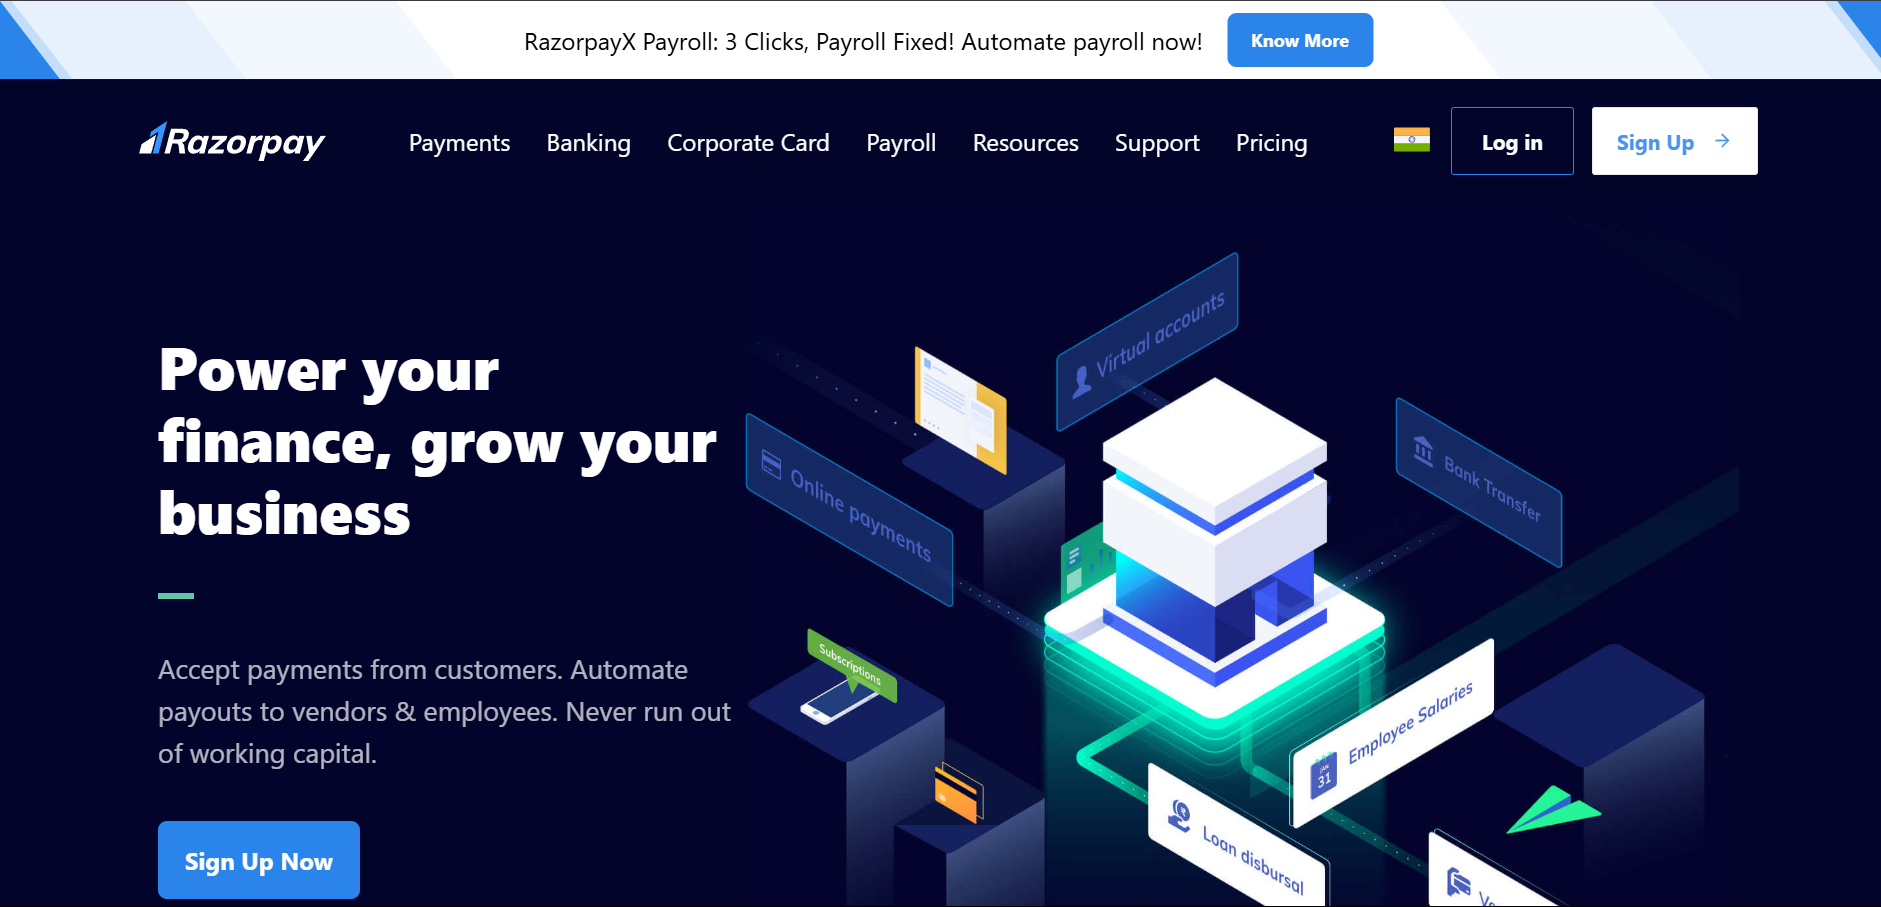 RazorpayX Payroll: 3 Clicks, Payroll Fixed! Automate payroll now! Know More
Razorpay Payments Banking Corporate Card Payroll Resources Support Pricing Log in Sign Up
Power your
finance, grow your
business
Accept payments from customers. Automate
payouts to vendors & employees. Never run out
of working capital.
Sign Up Now
Virtual accounts
Online payments
Bank Transfer
Subscriptions
Employee Salaries
JAN
31
Loan disbursal